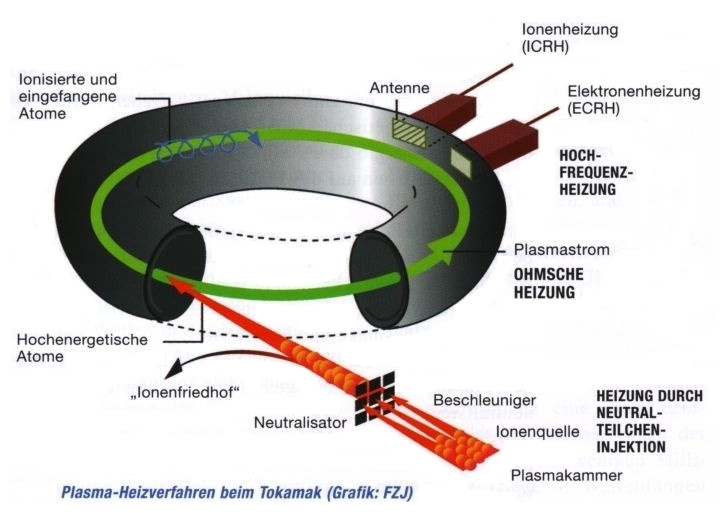 Ionenheizung
(ICRH)
Ionisierte und
eingefangene
Atome
Antenne
Elektronenheizung
(ECRH)
HOCH-
FREQUENZ-
HEIZUNG
Plasmastrom
OHMSCHE
HEIZUNG
Hochenergetische
Atome
„Ionenfriedhof“
Neutralisator
Beschleuniger
Ionenquelle
Plasmakammer
HEIZUNG DURCH
NEUTRAL-
TEILCHEN-
INJEKTION
Plasma-Heizverfahren beim Tokamak (Grafik: FZJ)